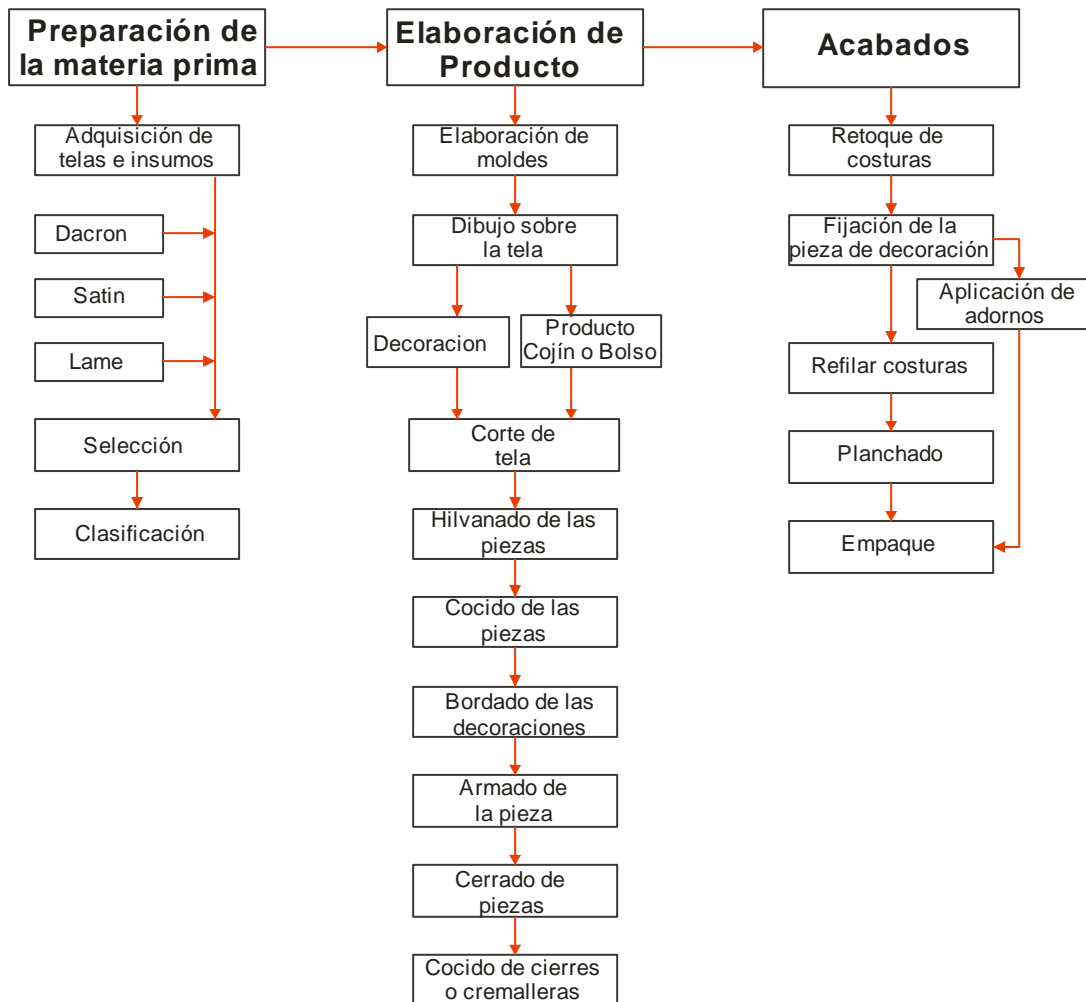 Preparación de
la materia prima
Elaboración de
Producto
Acabados
Adquisición de
telas e insumos
Dacron
Satin
Lame
Selección
Clasificación
Elaboración de
moldes
Dibujo sobre
la tela
Decoracion
Producto
Cojín o Bolso
Corte de
tela
Hilvanado de las
piezas
Cocido de las
piezas
Bordado de las
decoraciones
Armado de
la pieza
Cerrado de
piezas
Cocido de cierres
o cremalleras
Retoque de
costuras
Fijación de la
pieza de decoración
Aplicación de
adornos
Refilar costuras
Planchado
Empaque